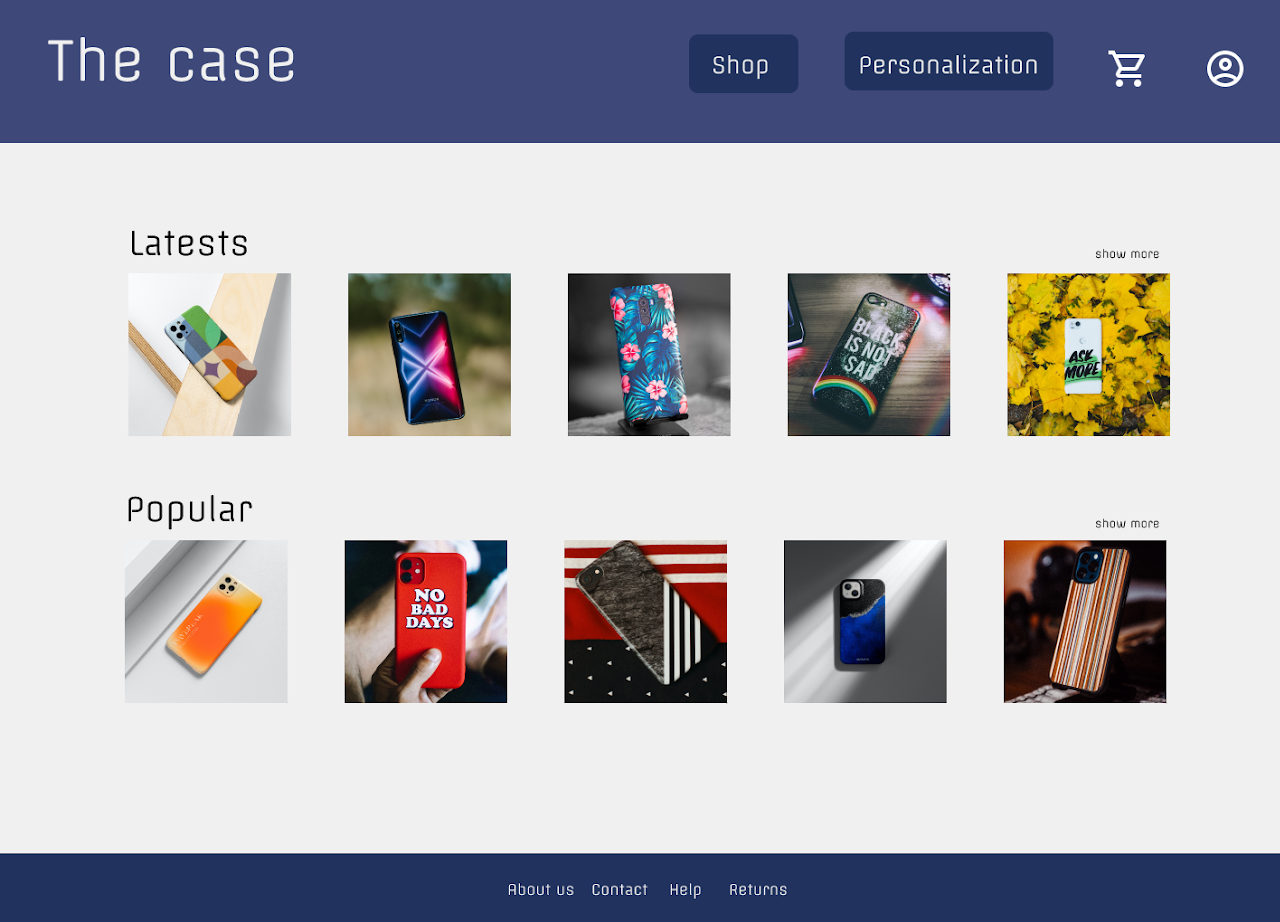 The case
Shop
Personalization
Latests
show more
BLACK
IS NOT
SAD
ASK
MORE
Popular
show more
NO
BAD
DAYS
About us Contact Help Returns